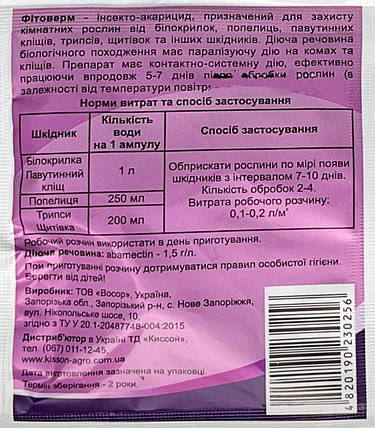 Фітоверм - інсекто-акарицид, призначений для захисту
кімнатних рослин від білокрилок, попелиць, павутинних
кліщів, трипсів, щитівок та інших шкідників. Діюча речовина
біологічного походження має паралізуючу дію на комах та
кліщів. Препарат має контактно-системну дію, ефективно
працюючи впродовж 5-7 днів після обробки рослин (в
залежності від температури повітря
Норми витрат та спосіб застосування
Шкідник
Кількість
води
на 1 ампулу
Спосіб застосування
Білокрилка
Павутинний
кліщ
1 л
Попелиця
250 мл
Трипси
Щитівка
200 мл
Обприскати рослини по мірі появи
шкідників з інтервалом 7-10 днів.
Кількість обробок 2-4.
Витрата робочого розчину:
0,1-0,2 л/м²
Робочий розчин використати в день приготування.
Діюча речовина: abamectin - 1,5 г/л.
При приготуванні розчину дотримуватися правил особистої гігієни.
Берегти від дітей!
Виробник: ТОВ «Восор», Україна,
Запорізька обл., Запорізький р-н, с. Нове Запоріжжя,
вул. Нікопольське шосе, 10,
згідно з ТУ У 20.1-20487748-004:2015
Дистриб'ютор в Україні ТД «Киссон»,
тел. (067) 011-12-45,
www.kisson-agro.com.ua
Дата виготовлення зазначено на упаковці.
Термін зберігання - 2 роки.
4 820190 230256